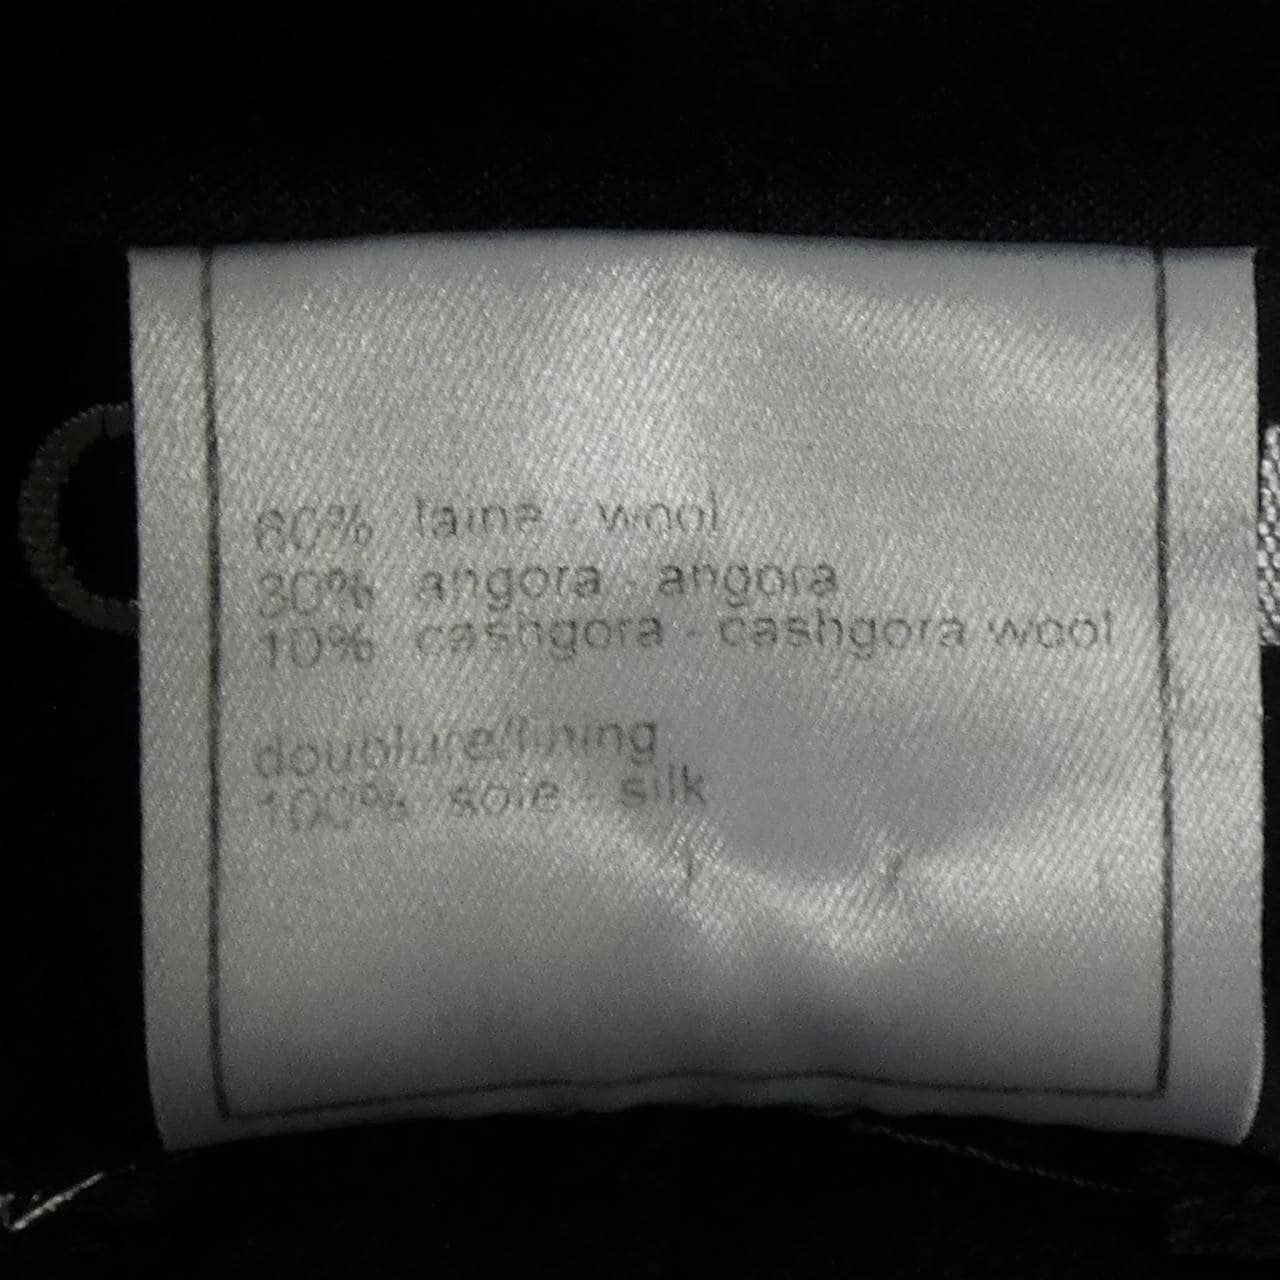 60% laine - wool
30% angora - angora
10% cashgora - cashgora wool
doublure/lining
100% soie - silk